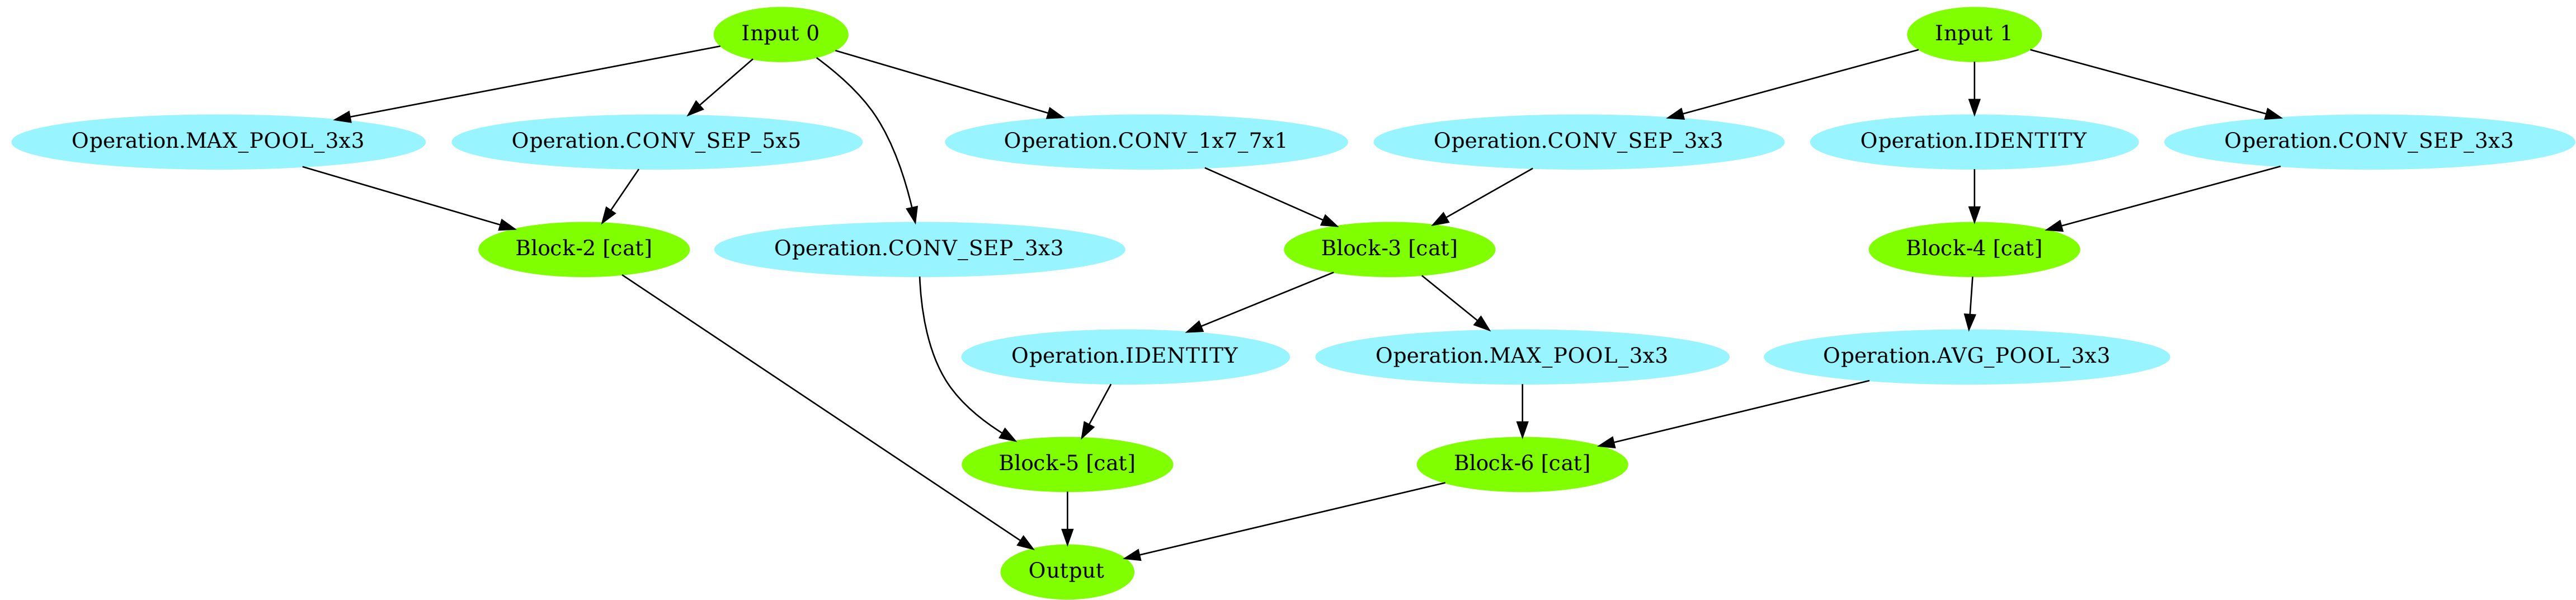 Input 0
Input 1
Operation.MAX_POOL_3x3
Operation.CONV_SEP_5x5
Operation.CONV_1x7_7x1
Operation.CONV_SEP_3x3
Operation.IDENTITY
Operation.CONV_SEP_3x3
Block-2 [cat]
Operation.CONV_SEP_3x3
Block-3 [cat]
Block-4 [cat]
Operation.IDENTITY
Operation.MAX_POOL_3x3
Operation.AVG_POOL_3x3
Block-5 [cat]
Block-6 [cat]
Output